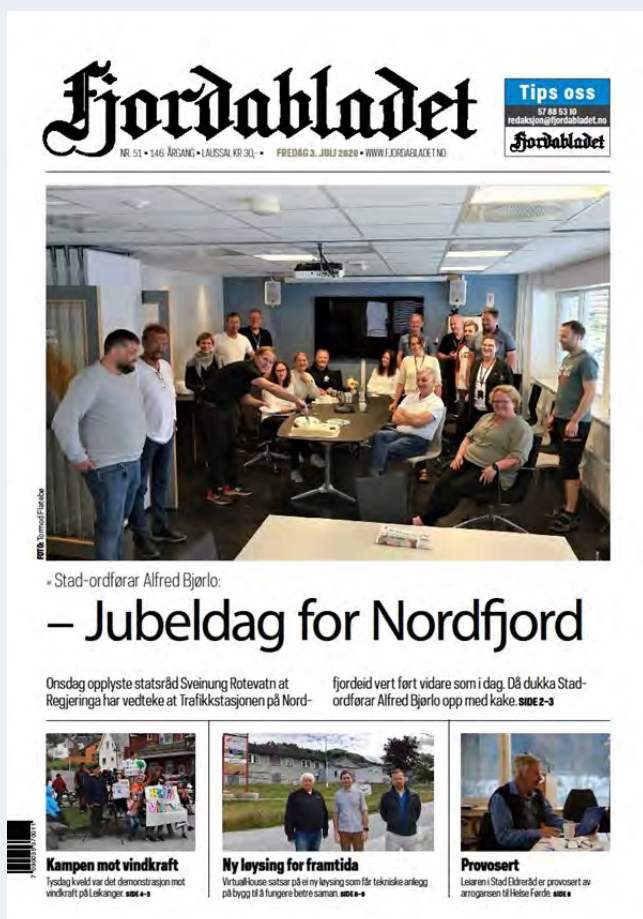 Fjordabladet
Tips oss
57 88 53 10
redaksjon@fjordabladet.no
Fjordabladet
NR. 51 • 146. ÅRGANG • LAUSSAL KR 30,- • FREDAG 3. JULI 2020 • WWW.FJORDABLADET.NO
FOTO: Tormod Flatebø
Stad-ordførar Alfred Bjørlo:
– Jubeldag for Nordfjord
Onsdag opplyste statsråd Sveinung Rotevatn at
Regjeringa har vedteke at Trafikkstasjonen på Nord-
fjordeid vert ført vidare som i dag. Då dukka Stad-
ordførar Alfred Bjørlo opp med kake. SIDE 2-3
Kampen mot vindkraft
Tysdag kveld var det demonstrasjon mot
vindkraft på Leikanger. SIDE 4-5
Ny løysing for framtida
VirtualHouse satsar på ei ny løysing som får tekniske anlegg
på bygg til å fungere betre saman. SIDE
Provosert
Leiaren i Stad Eldreråd er provosert av
arrogansen til Helse Førde. SIDE